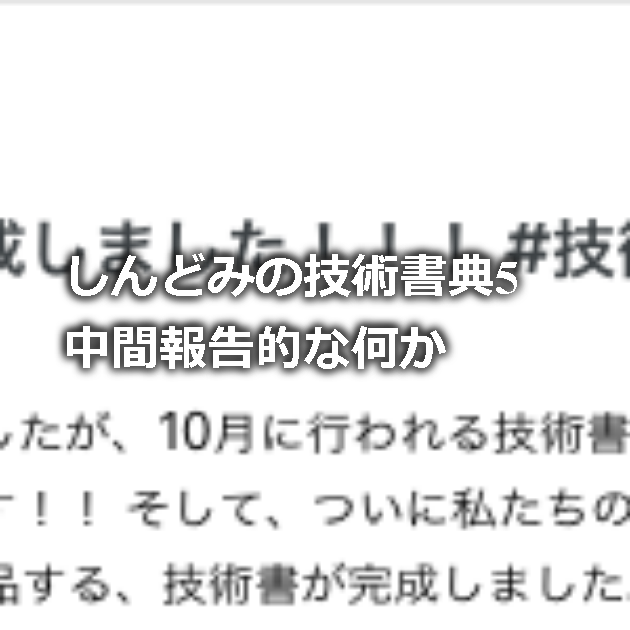 成しました！！！#技術
しんどみの技術書典5
中間報告的な何か
したが、10月に行われる技術書
す！！ そして、ついに私たちの
品する、技術書が完成しました